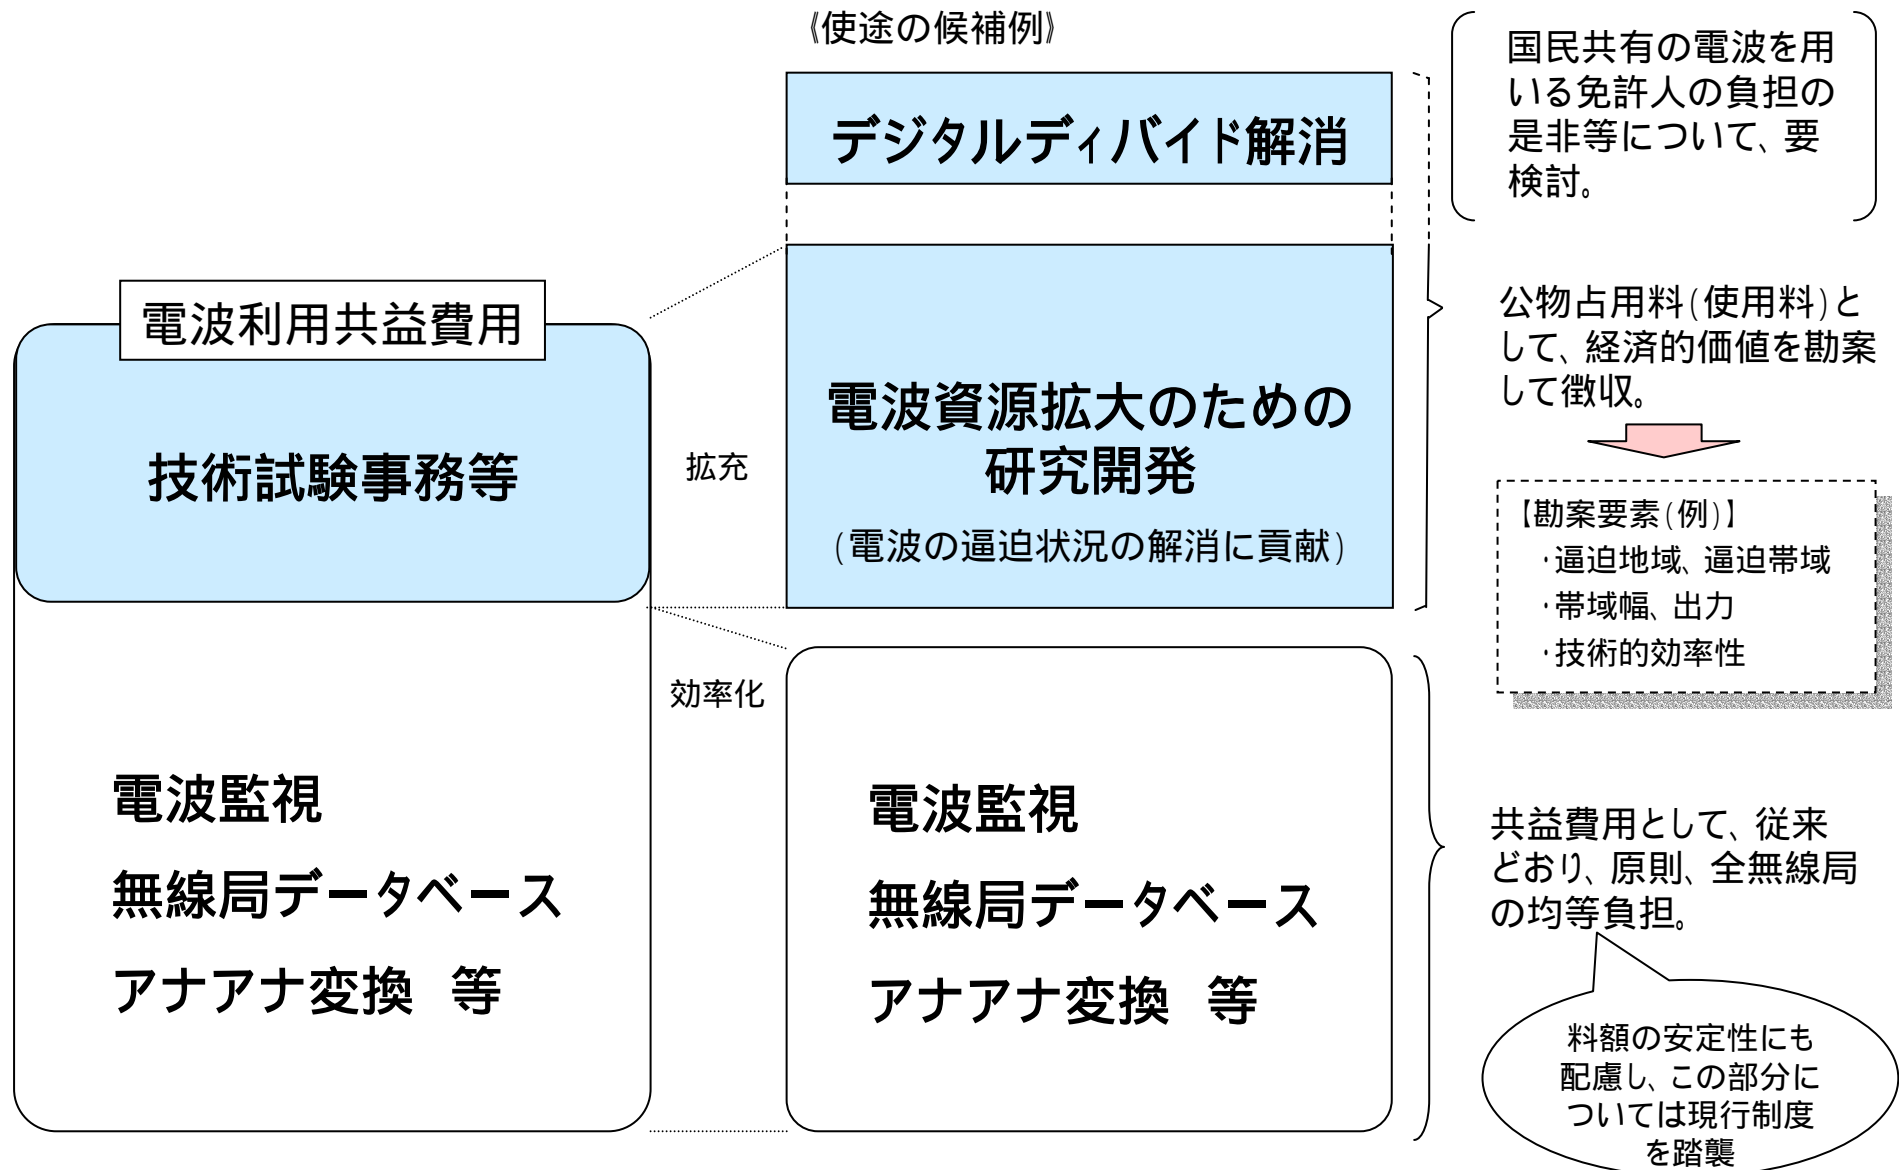 《使途の候補例》
デジタルディバイド解消
国民共有の電波を用
いる免許人の負担の
是非等について、要
検討。
電波利用共益費用
技術試験事務等
拡充
電波資源拡大のための
研究開発
(電波の逼迫状況の解消に貢献)
公物占用料(使用料)と
して、経済的価値を勘案
して徴収。
【勘案要素(例)】
・逼迫地域、逼迫帯域
・帯域幅、出力
・技術的効率性
効率化
電波監視
無線局データベース
アナアナ変換 等
電波監視
無線局データベース
アナアナ変換 等
共益費用として、従来
どおり、原則、全無線局
の均等負担。
料額の安定性にも
配慮し、この部分に
ついては現行制度
を踏襲